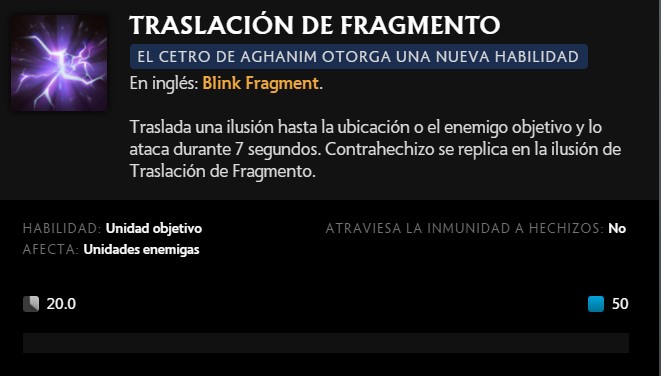 TRASLACIÓN DE FRAGMENTO
EL CETRO DE AGHANIM OTORGA UNA NUEVA HABILIDAD
En inglés: Blink Fragment.
Traslada una ilusión hasta la ubicación o el enemigo objetivo y lo
ataca durante 7 segundos. Contrahechizo se replica en la ilusión de
Traslación de Fragmento.
HABILIDAD: Unidad objetivo
ATRAVIESA LA INMUNIDAD A HECHIZOS: No
AFECTA: Unidades enemigas
20.0
50